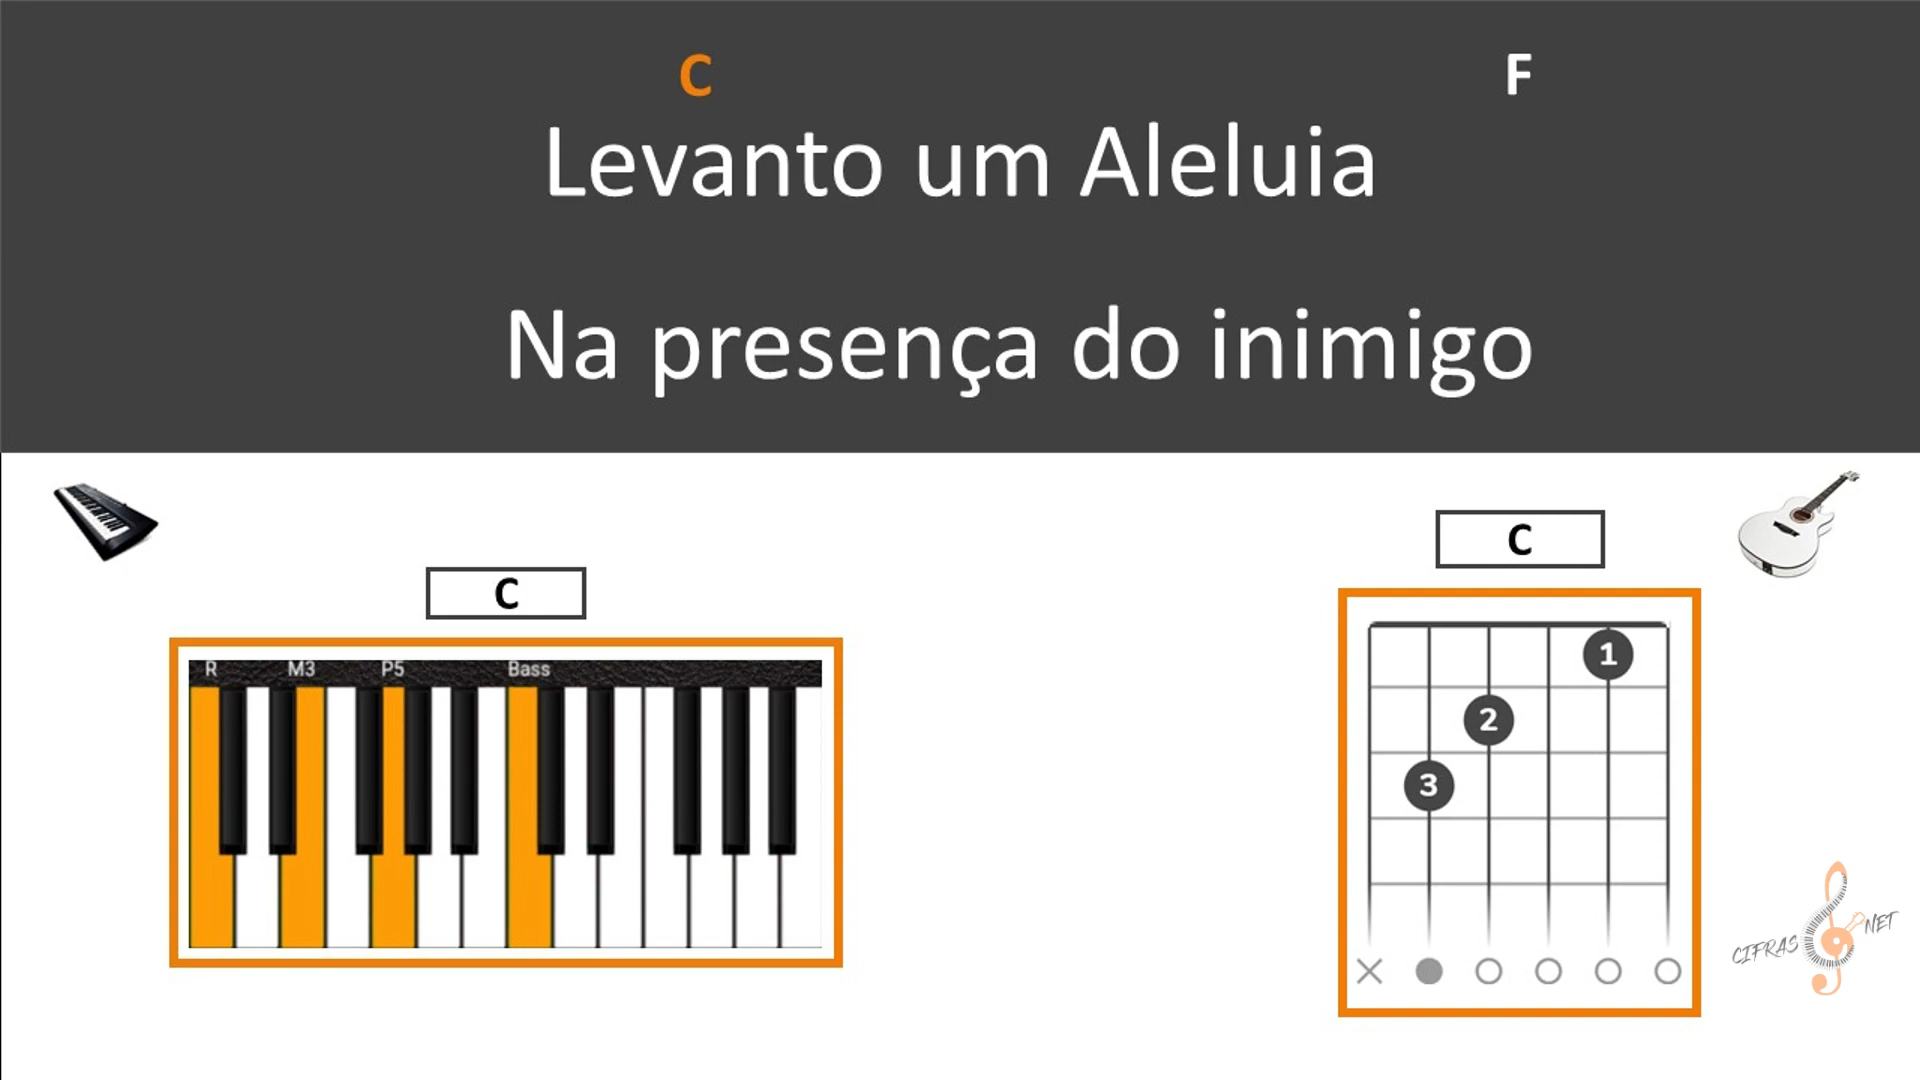 C F
Levanto um Aleluia
Na presença do inimigo
C
C
R M3 P5 Bass
1
2
3
CIFRAS NET